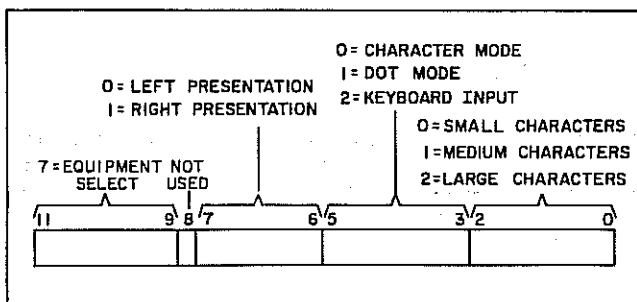 0=CHARACTER MODE
0=LEFT PRESENTATION 1=DOT MODE
1=RIGHT PRESENTATION 2=KEYBOARD INPUT
0=SMALL CHARACTERS
7=EQUIPMENT NOT 1=MEDIUM CHARACTERS
SELECT USED 2=LARGE CHARACTERS
11 9 8 7 6 5 3 2 0